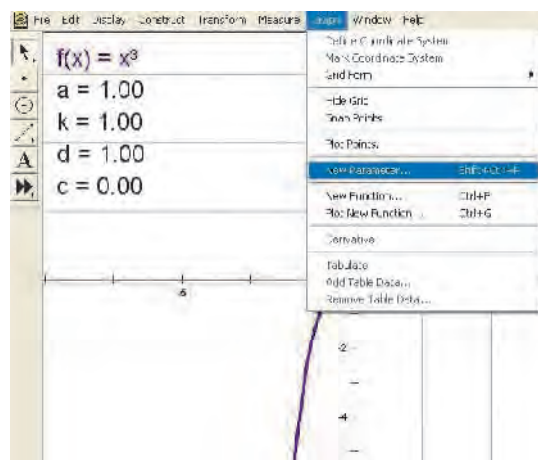 File Edit Display Construct Transform Measure Graph Window Help
f(x) = x³
a = 1.00
k = 1.00
d = 1.00
c = 0.00
A
Define Coordinate System
Mark Coordinate System
Grid Form
Hide Grid
Snap Points
Plot Points...
New Parameter... Shift+Ctrl+P
New Function... Ctrl+F
Plot New Function... Ctrl+G
Derivative
Tabulate
Add Table Data...
Remove Table Data...
-5
-2
-4